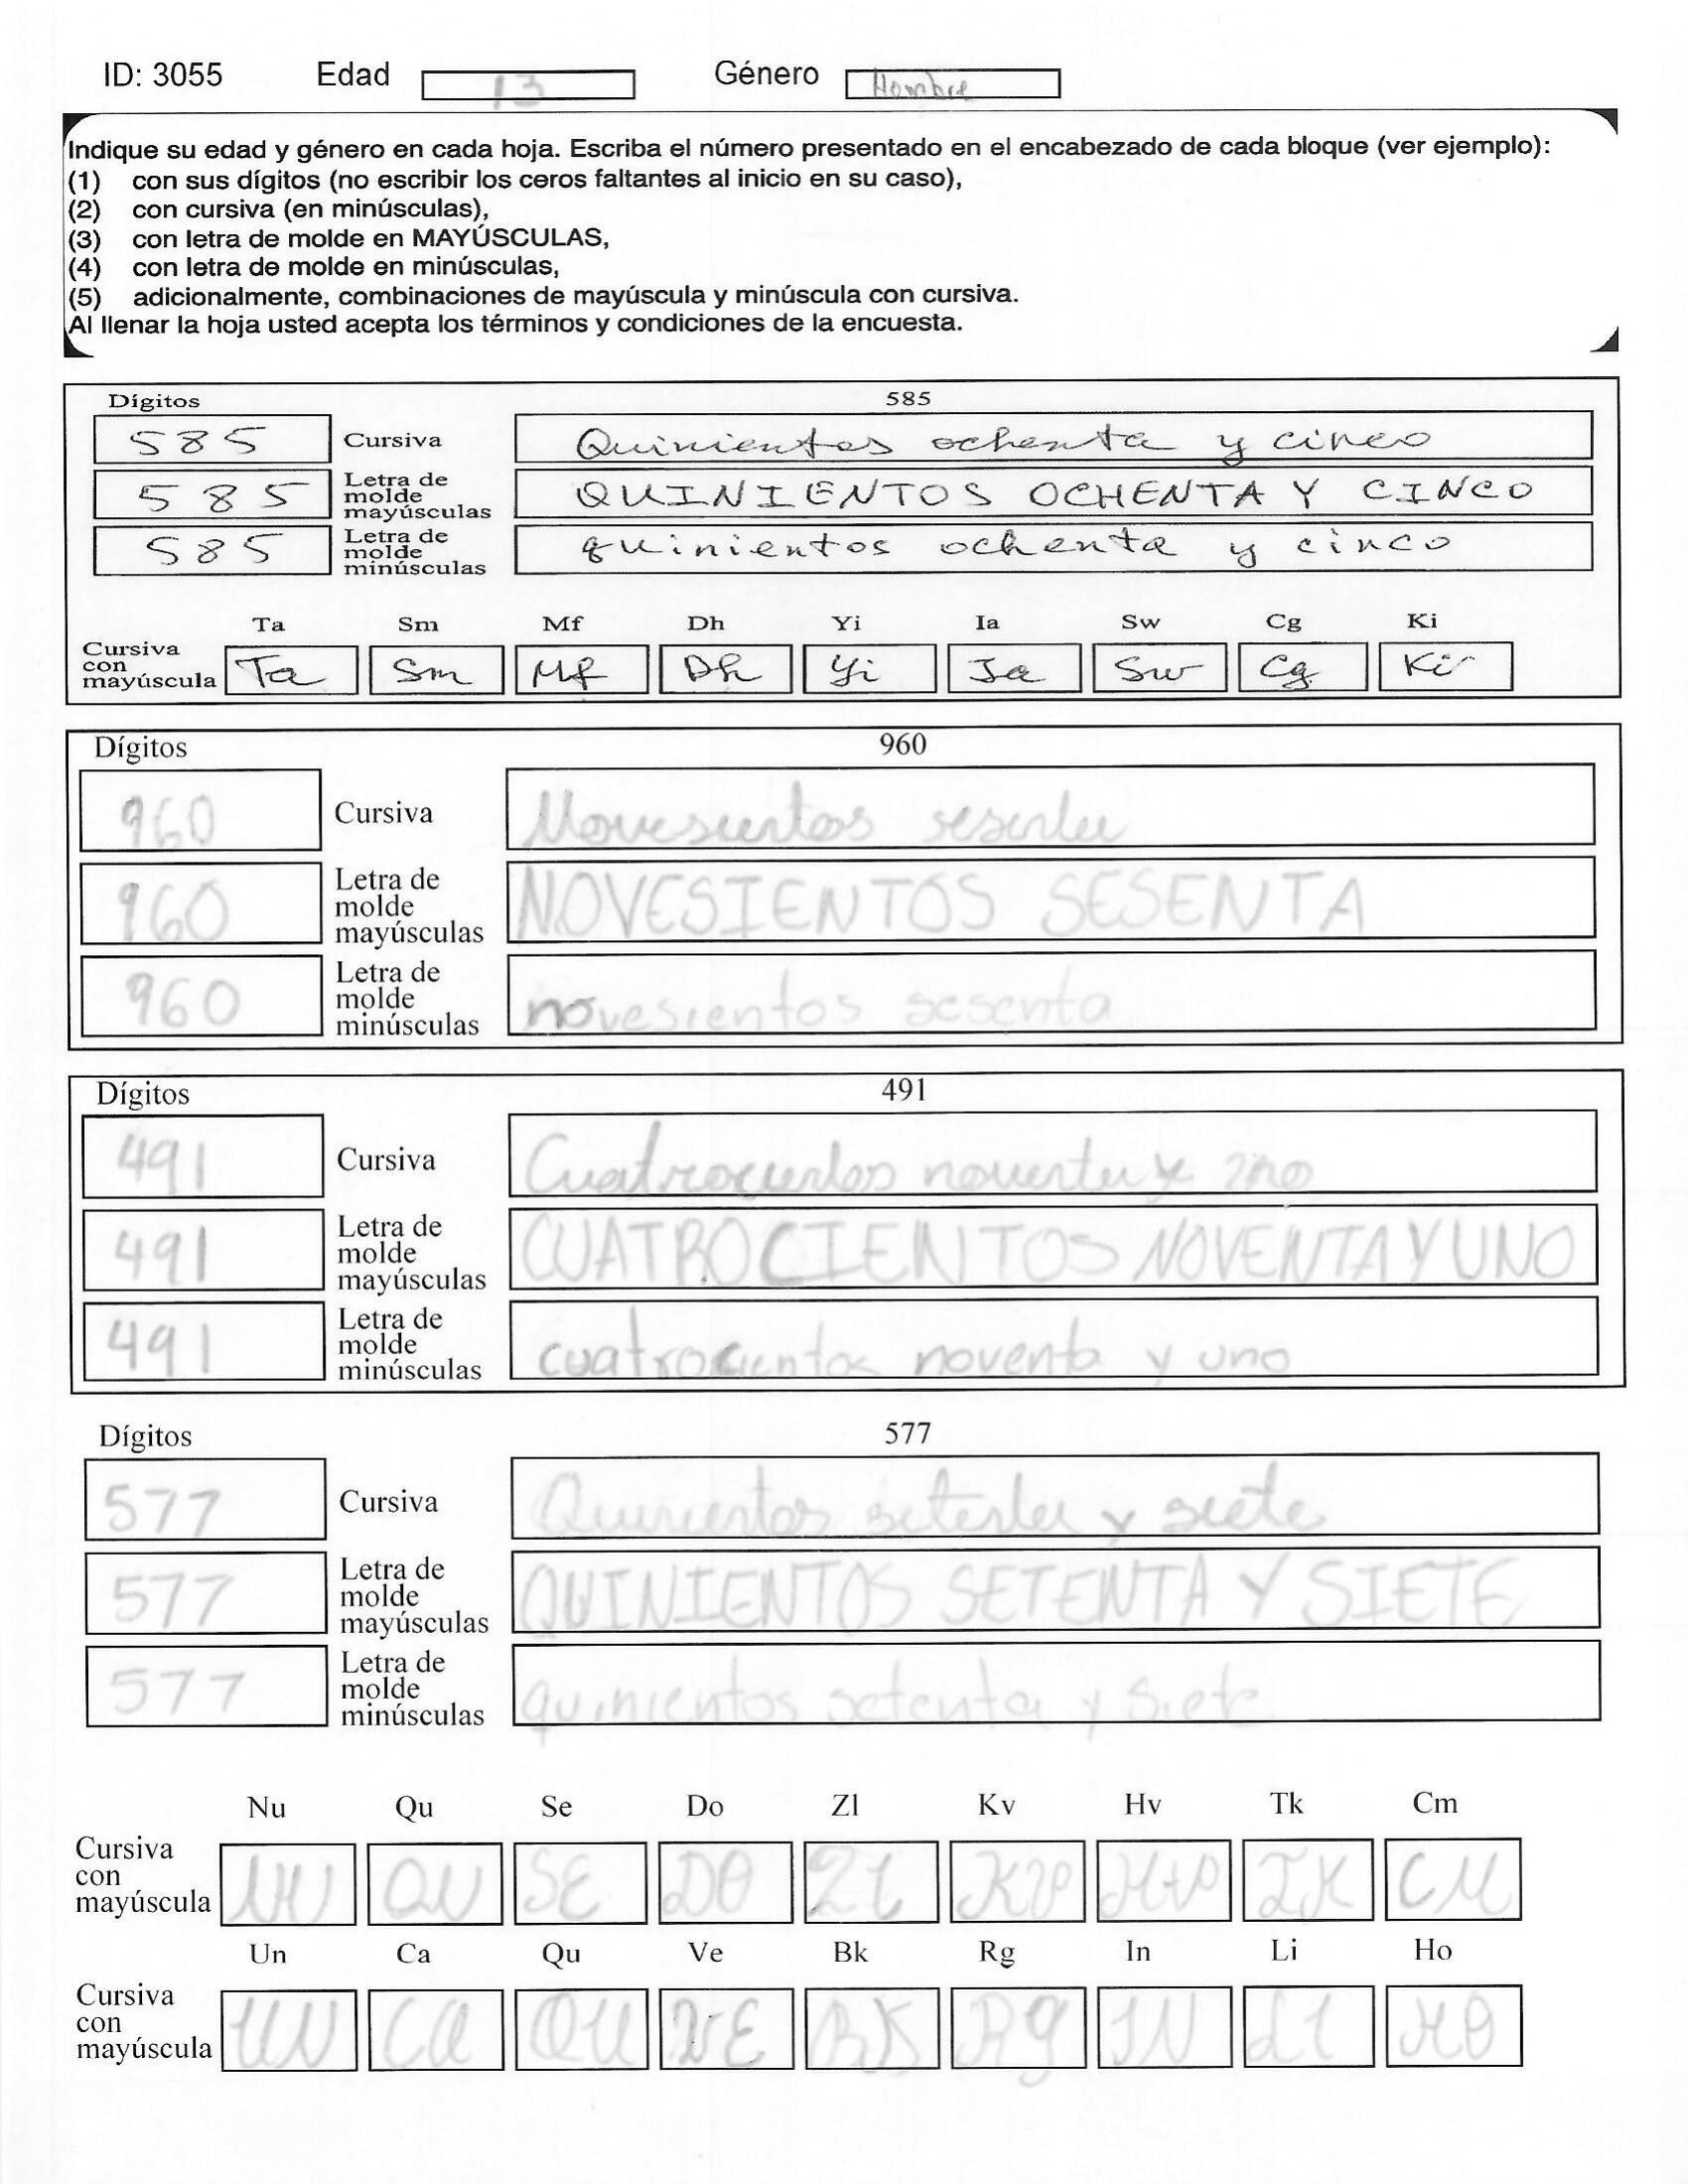 ID: 3055 Edad 13 Género Hombre
Indique su edad y género en cada hoja. Escriba el número presentado en el encabezado de cada bloque (ver ejemplo):
(1) con sus dígitos (no escribir los ceros faltantes al inicio en su caso),
(2) con cursiva (en minúsculas),
(3) con letra de molde en MAYÚSCULAS,
(4) con letra de molde en minúsculas,
(5) adicionalmente, combinaciones de mayúscula y minúscula con cursiva.
Al llenar la hoja usted acepta los términos y condiciones de la encuesta.
Dígitos 585
585 Cursiva Quinientos ochenta y cinco
585 Letra de molde mayúsculas QUINIENTOS OCHENTA Y CINCO
585 Letra de molde minúsculas quinientos ochenta y cinco
Ta Sm Mf Dh Yi Ia Sw Cg Ki
Cursiva con mayúscula Ta Sm Mf Dh Yi Ia Sw Cg Ki
Dígitos 960
960 Cursiva Novesientos sesenta
960 Letra de molde mayúsculas NOVESIENTOS SESENTA
960 Letra de molde minúsculas novesientos sesenta
Dígitos 491
491 Cursiva Cuatrocientos noventa y uno
491 Letra de molde mayúsculas CUATROCIENTOS NOVENTA Y UNO
491 Letra de molde minúsculas cuatrocientos noventa y uno
Dígitos 577
577 Cursiva Quinientos setenta y siete
577 Letra de molde mayúsculas QUINIENTOS SETENTA Y SIETE
577 Letra de molde minúsculas quinientos setenta y siete
Nu Qu Se Do Zl Kv Hv Tk Cm
Cursiva con mayúscula NU QU SE DO Zl KV HV TK CM
Un Ca Qu Ve Bk Rg In Li Ho
Cursiva con mayúscula UN CA QU VE BK Rg IN LI HO